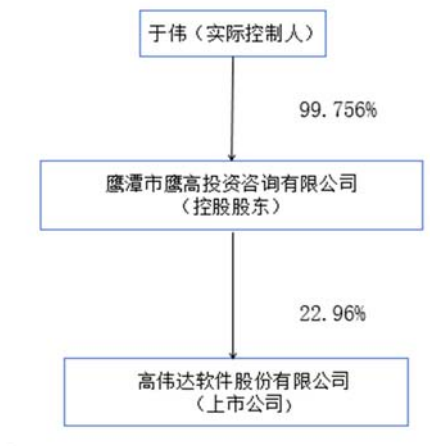 于伟（实际控制人）
99.756%
鹰潭市鹰高投资咨询有限公司
（控股股东）
22.96%
高伟达软件股份有限公司
（上市公司）